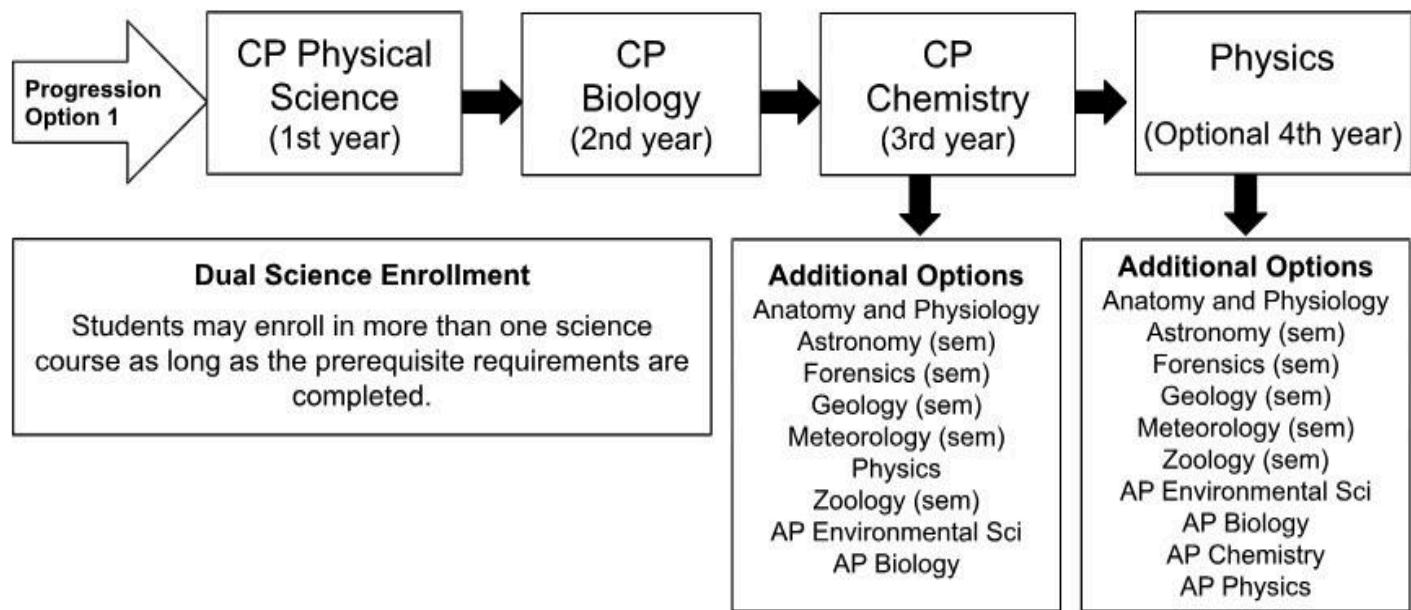 Progression
Option 1
CP Physical
Science
(1st year)
CP
Biology
(2nd year)
CP
Chemistry
(3rd year)
Physics
(Optional 4th year)
Dual Science Enrollment
Students may enroll in more than one science
course as long as the prerequisite requirements are
completed.
Additional Options
Anatomy and Physiology
Astronomy (sem)
Forensics (sem)
Geology (sem)
Meteorology (sem)
Physics
Zoology (sem)
AP Environmental Sci
AP Biology
Additional Options
Anatomy and Physiology
Astronomy (sem)
Forensics (sem)
Geology (sem)
Meteorology (sem)
Zoology (sem)
AP Environmental Sci
AP Biology
AP Chemistry
AP Physics